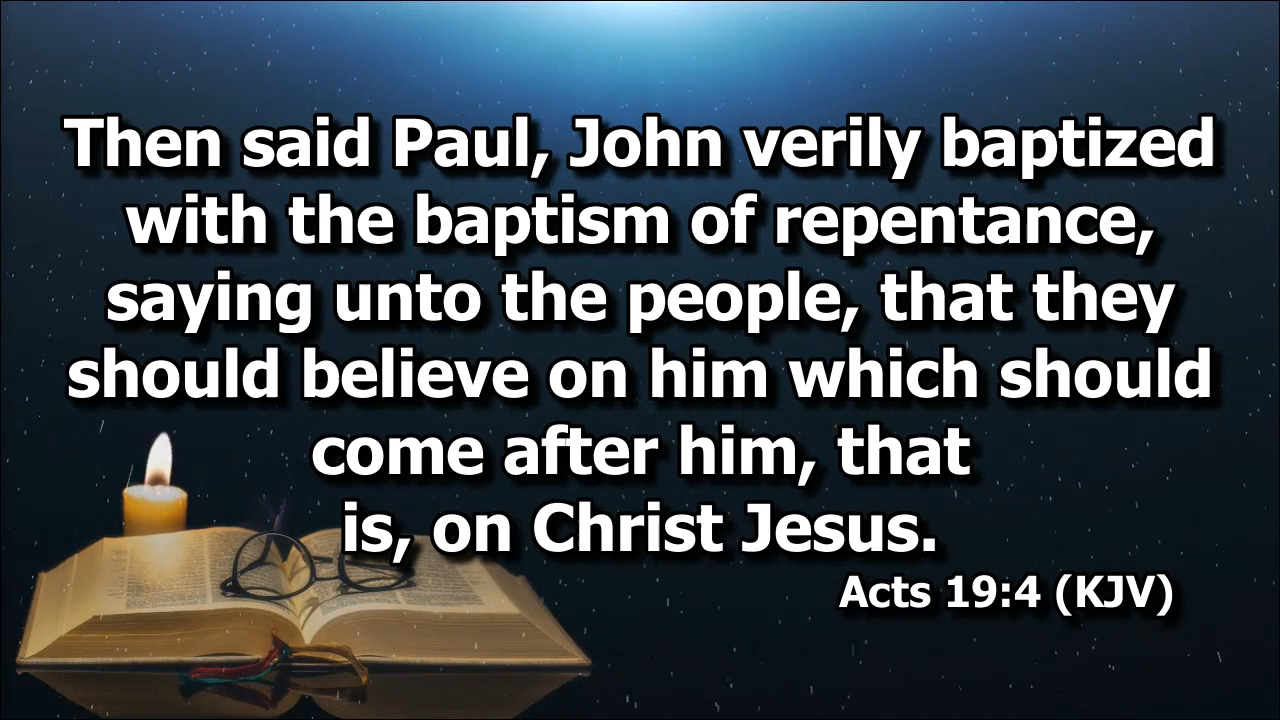 Then said Paul, John verily baptized
with the baptism of repentance,
saying unto the people, that they
should believe on him which should
come after him, that
is, on Christ Jesus.
Acts 19:4 (KJV)